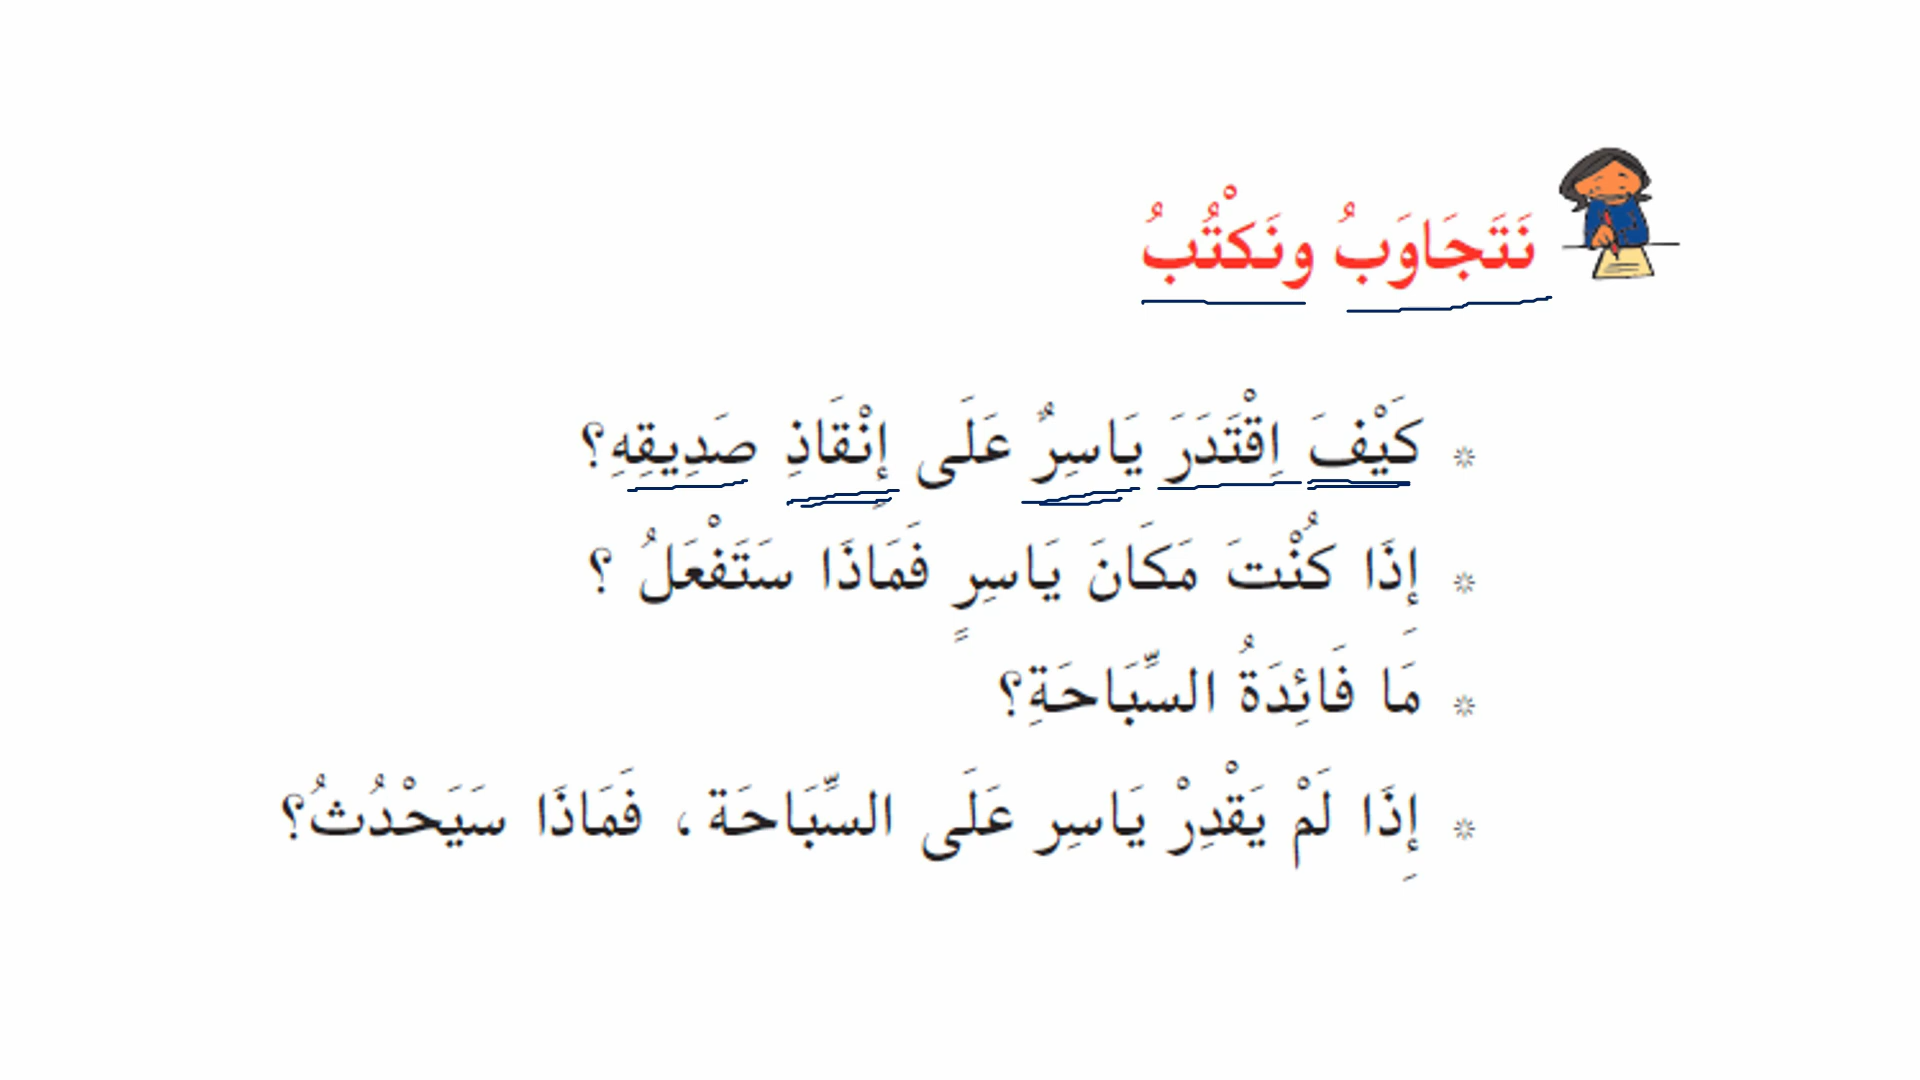 نَتَجَاوَبُ ونَكْتُبُ
* كَيْفَ اِقْتَدَرَ يَاسِرٌ عَلَى إِنْقَاذِ صَدِيقِهِ؟
* إِذَا كُنْتَ مَكَانَ يَاسِرٍ فَمَاذَا سَتَفْعَلُ ؟
* مَا فَائِدَةُ السِّبَاحَةِ؟
* إِذَا لَمْ يَقْدِرْ يَاسِر عَلَى السِّبَاحَة ، فَمَاذَا سَيَحْدُثُ؟